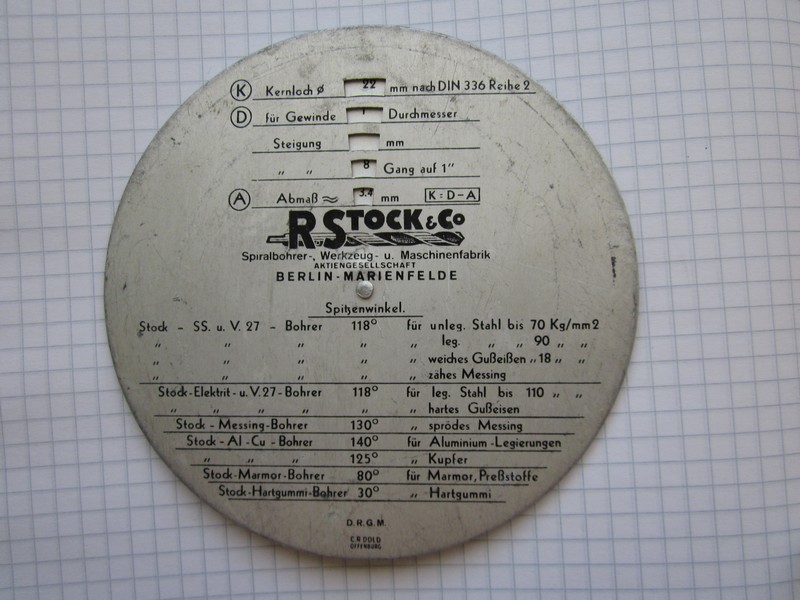 K Kernloch ø 22 mm nach DIN 336 Reihe 2
D für Gewinde 1 Durchmesser
Steigung mm
„ „ 8 Gang auf 1"
A Abmaß ≈ 3.4 mm K = D - A
R. STOCK & Co
Spiralbohrer-, Werkzeug- u. Maschinenfabrik
AKTIENGESELLSCHAFT
BERLIN-MARIENFELDE
Spitzenwinkel.
Stock - SS. u. V. 27 - Bohrer 118° für unleg. Stahl bis 70 Kg/mm2
„ „ „ „ „ leg. „ „ 90 „ „
„ „ „ „ „ weiches Gußeißen „ 18 „ „
„ „ „ „ „ zähes Messing
Stock-Elektrit-u.V.27-Bohrer 118° für leg. Stahl bis 110 „ „
„ „ „ „ „ „ hartes Gußeisen
Stock-Messing-Bohrer 130° „ sprödes Messing
Stock-Al-Cu-Bohrer 140° für Aluminium-Legierungen
„ „ „ 125° „ Kupfer
Stock-Marmor-Bohrer 80° für Marmor, Preßstoffe
Stock-Hartgummi-Bohrer 30° „ Hartgummi
D.R.G.M.
C.R. DOLD
OFFENBURG